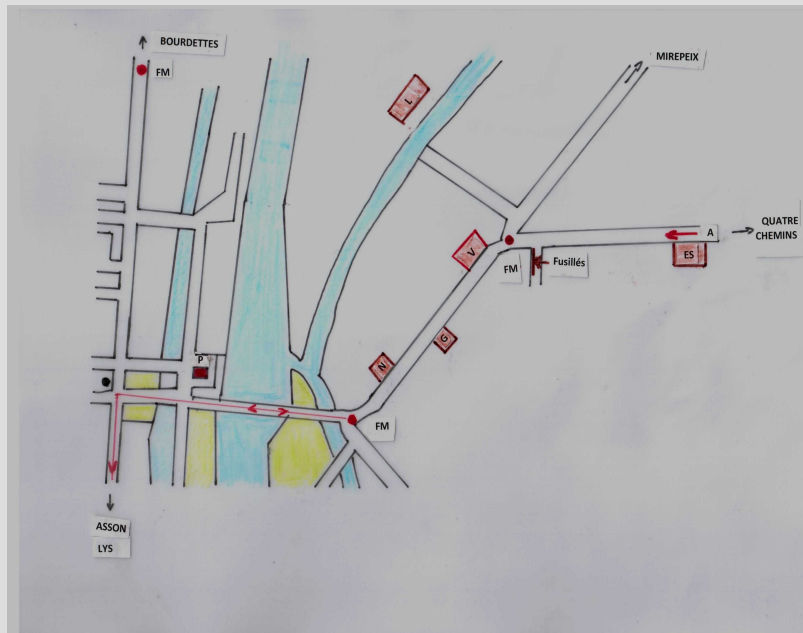 BOURDETTES
FM
MIREPEIX
L
QUATRE
CHEMINS
A
V
FM
Fusillés
ES
P
N
G
FM
ASSON
LYS